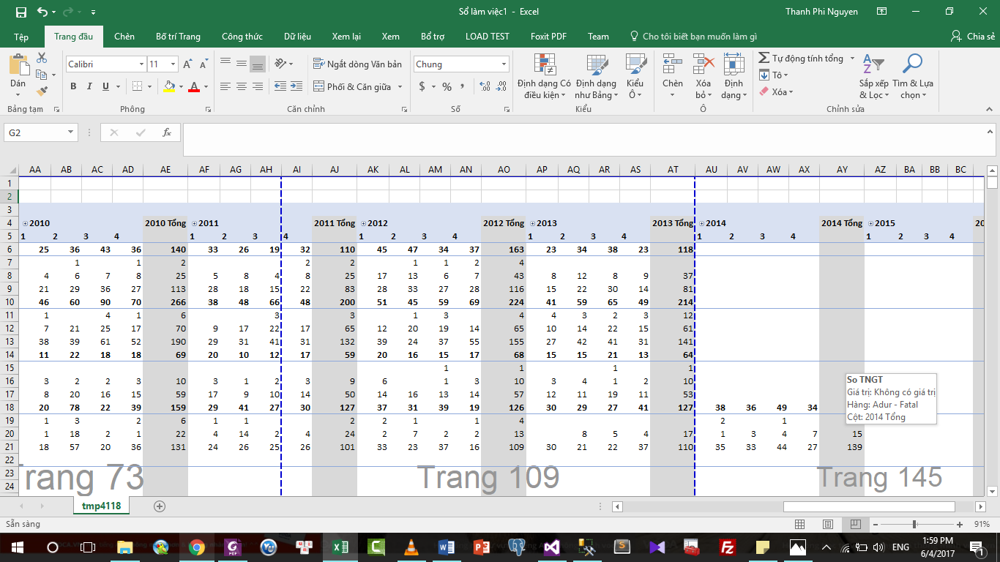 Sổ làm việc1 - Excel
Thanh Phi Nguyen
Tệp Trang đầu Chèn Bố trí Trang Công thức Dữ liệu Xem lại Xem Bổ trợ LOAD TEST Foxit PDF Team Cho tôi biết bạn muốn làm gì Chia sẻ
Dán
Calibri 11
B I U
Ngắt dòng Văn bản
Phối & Căn giữa
Chung
$ % ,
Định dạng Có điều kiện
Định dạng như Bảng
Kiểu Ô
Chèn
Xóa bỏ
Định dạng
Tự động tính tổng
Tô
Xóa
Sắp xếp & Lọc
Tìm & Lựa chọn
Bảng tạm Phông Căn chỉnh Số Kiểu Ô Chỉnh sửa
G2 fx
AA AB AC AD AE AF AG AH AI AJ AK AL AM AN AO AP AQ AR AS AT AU AV AW AX AY AZ BA BB BC
1
2
3
4 2010 2010 Tổng 2011 2011 Tổng 2012 2012 Tổng 2013 2013 Tổng 2014 2014 Tổng 2015 20
5 1 2 3 4 1 2 3 4 1 2 3 4 1 2 3 4 1 2 3 4 1 2 3 4
6 25 36 43 36 140 33 26 19 32 110 45 47 34 37 163 23 34 38 23 118
7 1 1 2 2 2 1 1 2 4
8 4 6 7 8 25 5 8 4 8 25 17 13 6 7 43 8 12 8 9 37
9 21 29 36 27 113 28 18 15 22 83 28 33 27 28 116 15 22 30 14 81
10 46 60 90 70 266 38 48 66 48 200 51 45 59 69 224 41 59 65 49 214
11 1 4 1 6 3 3 1 3 4 4 3 2 3 12
12 7 21 25 17 70 9 17 22 17 65 12 20 19 14 65 10 14 22 15 61
13 38 39 61 52 190 29 31 41 31 132 39 24 37 55 155 27 42 41 31 141
14 11 22 18 18 69 20 10 12 17 59 20 16 15 17 68 15 15 21 13 64
15 1 1 1 1
16 3 2 2 3 10 3 1 2 3 9 6 1 3 10 3 4 1 2 10
17 8 20 16 15 59 17 9 10 14 50 14 16 13 14 57 12 11 19 11 53
18 20 78 22 39 159 29 41 27 30 127 37 31 39 19 126 30 29 27 41 127 38 36 49 34
19 1 3 2 6 1 1 2 2 1 1 4 2 1
20 1 18 2 1 22 4 14 2 4 24 2 7 2 2 13 8 5 4 17 1 3 4 7 15
21 18 57 20 36 131 24 26 25 26 101 33 23 37 16 109 30 21 22 37 110 35 33 44 27 139
22
23
24
So TNGT
Giá trị: Không có giá trị
Hàng: Adur - Fatal
Cột: 2014 Tổng
Trang 73 Trang 109 Trang 145
tmp4118
Sẵn sàng
91%
ENG
1:59 PM
6/4/2017
1